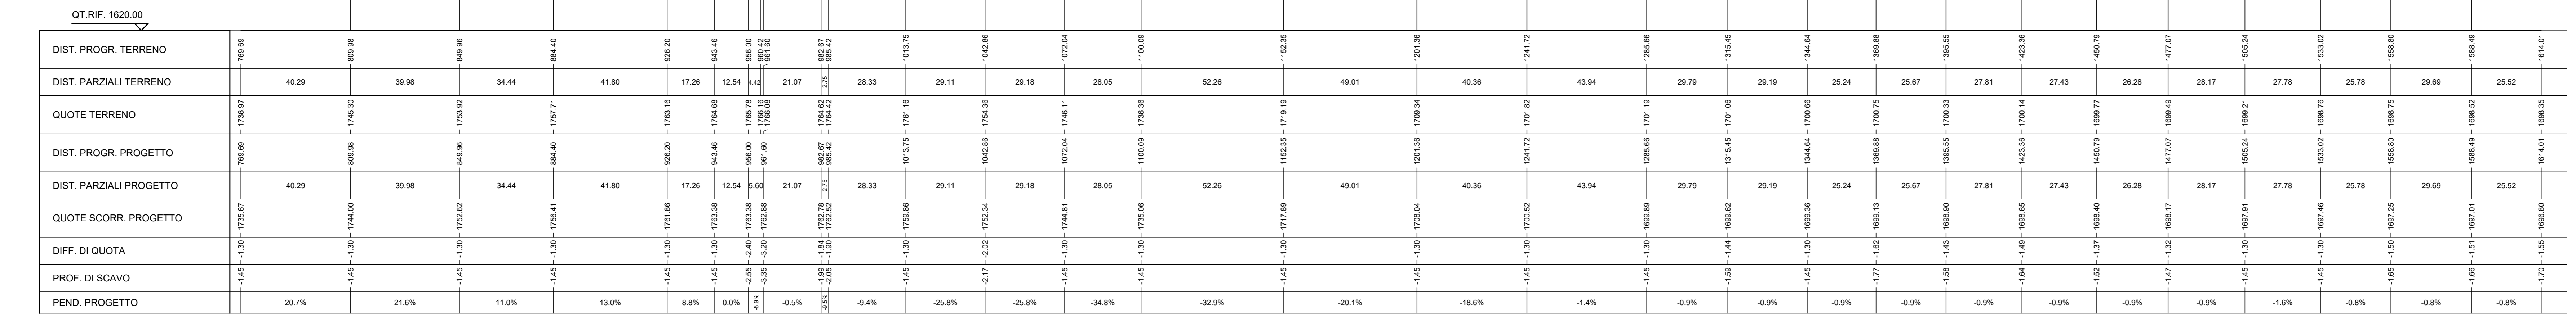 QT.RIF. 1620.00
DIST. PROGR. TERRENO 769.69 809.98 849.96 884.40 926.20 943.46 956.00 960.42 961.60 982.67 985.42 1013.75 1042.86 1072.04 1100.09 1152.35 1201.36 1241.72 1285.66 1315.45 1344.64 1369.88 1395.55 1423.36 1450.79 1477.07 1505.24 1533.02 1558.80 1588.49 1614.01
DIST. PARZIALI TERRENO 40.29 39.98 34.44 41.80 17.26 12.54 4.42 21.07 2.75 28.33 29.11 29.18 28.05 52.26 49.01 40.36 43.94 29.79 29.19 25.24 25.67 27.81 27.43 26.28 28.17 27.78 25.78 29.69 25.52
QUOTE TERRENO 1736.97 1745.30 1753.92 1757.71 1763.16 1764.68 1765.78 1766.16 1766.08 1764.62 1764.42 1761.16 1754.36 1746.11 1736.36 1719.19 1709.34 1701.82 1701.19 1701.06 1700.66 1700.75 1700.33 1700.14 1699.77 1699.49 1699.21 1698.76 1698.75 1698.52 1698.35
DIST. PROGR. PROGETTO 769.69 809.98 849.96 884.40 926.20 943.46 956.00 961.60 982.67 985.42 1013.75 1042.86 1072.04 1100.09 1152.35 1201.36 1241.72 1285.66 1315.45 1344.64 1369.88 1395.55 1423.36 1450.79 1477.07 1505.24 1533.02 1558.80 1588.49 1614.01
DIST. PARZIALI PROGETTO 40.29 39.98 34.44 41.80 17.26 12.54 5.60 21.07 2.75 28.33 29.11 29.18 28.05 52.26 49.01 40.36 43.94 29.79 29.19 25.24 25.67 27.81 27.43 26.28 28.17 27.78 25.78 29.69 25.52
QUOTE SCORR. PROGETTO 1735.67 1744.00 1752.62 1756.41 1761.86 1763.38 1763.38 1762.88 1762.78 1762.52 1759.86 1752.34 1744.81 1735.06 1717.89 1708.04 1700.52 1699.89 1699.62 1699.36 1699.13 1698.90 1698.65 1698.40 1698.17 1697.91 1697.46 1697.25 1697.01 1696.80
DIFF. DI QUOTA -1.30 -1.30 -1.30 -1.30 -1.30 -1.30 -2.40 -3.20 -1.84 -1.90 -1.30 -2.02 -1.30 -1.30 -1.30 -1.30 -1.30 -1.30 -1.44 -1.30 -1.62 -1.43 -1.49 -1.37 -1.32 -1.30 -1.30 -1.50 -1.51 -1.55
PROF. DI SCAVO -1.45 -1.45 -1.45 -1.45 -1.45 -1.45 -2.55 -3.35 -1.99 -2.05 -1.45 -2.17 -1.45 -1.45 -1.45 -1.45 -1.45 -1.45 -1.59 -1.45 -1.77 -1.58 -1.64 -1.52 -1.47 -1.45 -1.45 -1.65 -1.66 -1.70
PEND. PROGETTO 20.7% 21.6% 11.0% 13.0% 8.8% 0.0% -8.9% -0.5% -9.5% -9.4% -25.8% -25.8% -34.8% -32.9% -20.1% -18.6% -1.4% -0.9% -0.9% -0.9% -0.9% -0.9% -0.9% -0.9% -0.9% -1.6% -0.8% -0.8% -0.8%